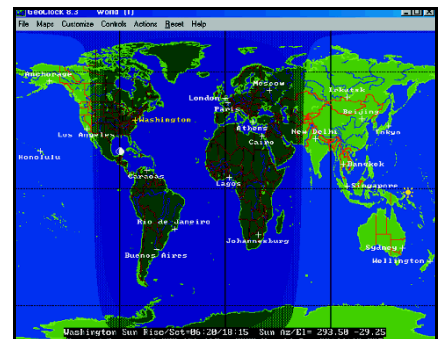 GeoClock 8.3 World (1)
File Maps Customize Controls Actions Reset Help
Anchorage
Moscow
London
Paris
Irkutsk
Beijing
Washington
Los Angeles
Athens
New Delhi
Tokyo
Cairo
Honolulu
Bangkok
Caracas
Lagos
Singapore
Rio de Janeiro
Johannesburg
Sydney
Buenos Aires
Wellington
Washington Sun Rise/Set=06:20/18:15 Sun Az/El= 293.50 -29.25